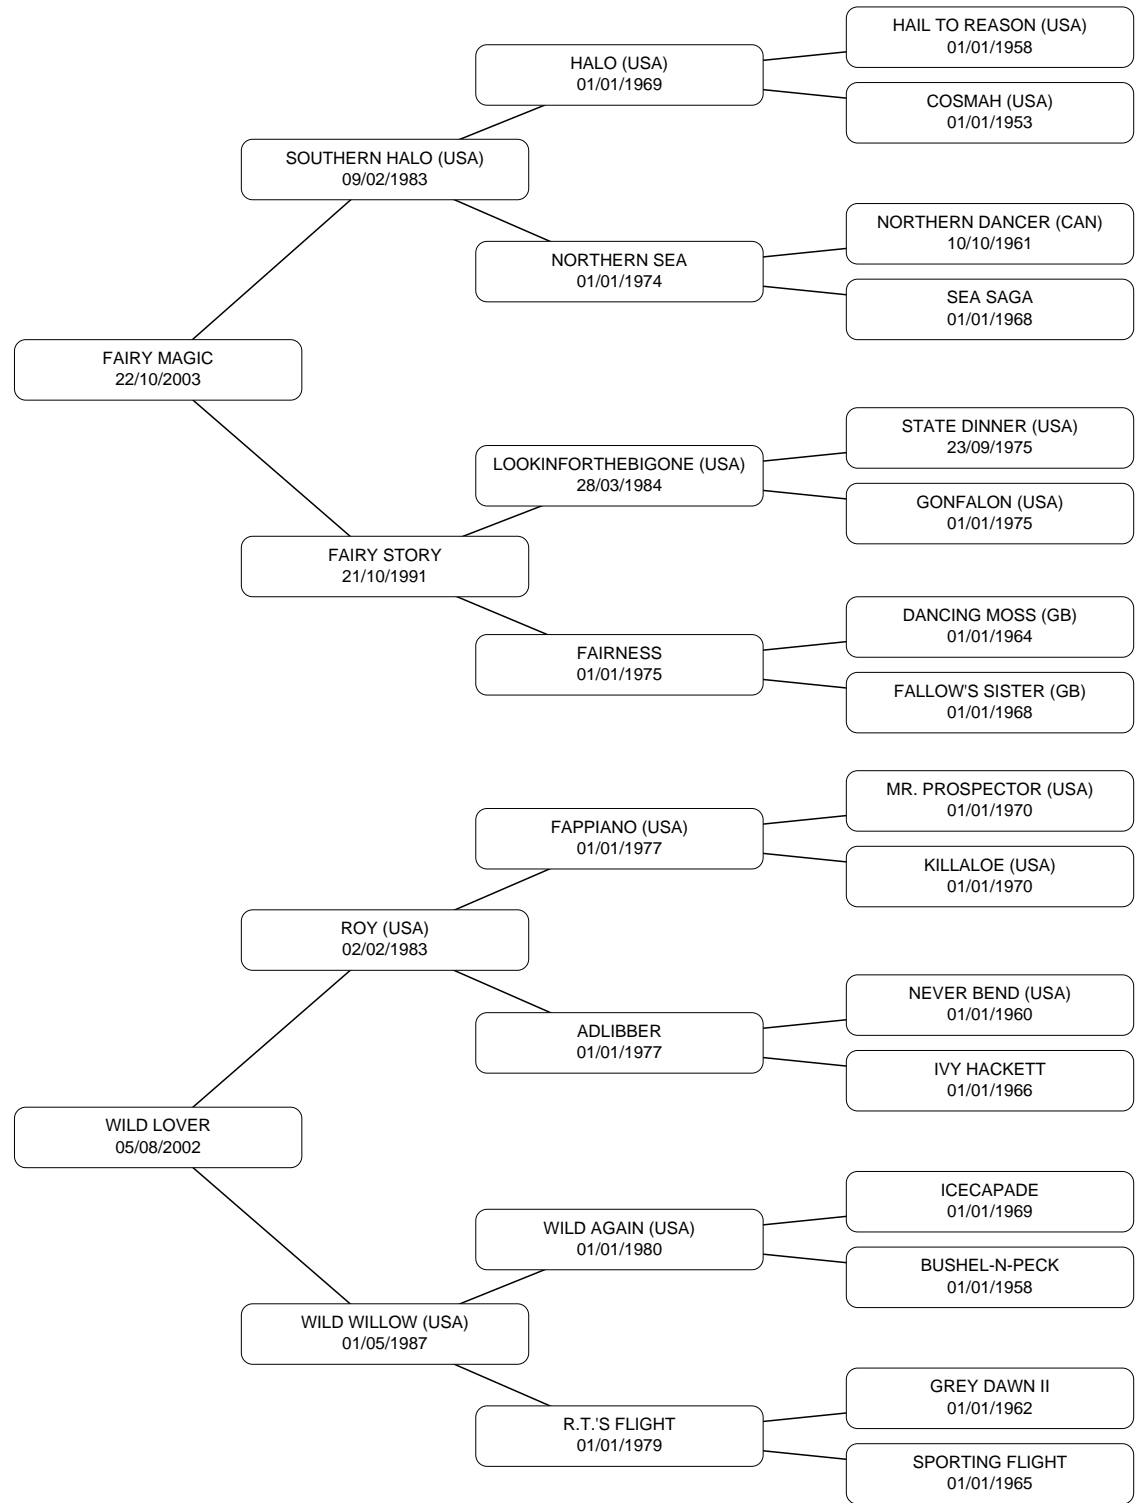 HAIL TO REASON (USA)
01/01/1958
HALO (USA)
01/01/1969
COSMAH (USA)
01/01/1953
SOUTHERN HALO (USA)
09/02/1983
NORTHERN DANCER (CAN)
10/10/1961
NORTHERN SEA
01/01/1974
SEA SAGA
01/01/1968
FAIRY MAGIC
22/10/2003
STATE DINNER (USA)
23/09/1975
LOOKINFORTHEBIGONE (USA)
28/03/1984
GONFALON (USA)
01/01/1975
FAIRY STORY
21/10/1991
DANCING MOSS (GB)
01/01/1964
FAIRNESS
01/01/1975
FALLOW'S SISTER (GB)
01/01/1968
MR. PROSPECTOR (USA)
01/01/1970
FAPPIANO (USA)
01/01/1977
KILLALOE (USA)
01/01/1970
ROY (USA)
02/02/1983
NEVER BEND (USA)
01/01/1960
ADLIBBER
01/01/1977
IVY HACKETT
01/01/1966
WILD LOVER
05/08/2002
ICECAPADE
01/01/1969
WILD AGAIN (USA)
01/01/1980
BUSHEL-N-PECK
01/01/1958
WILD WILLOW (USA)
01/05/1987
GREY DAWN II
01/01/1962
R.T.'S FLIGHT
01/01/1979
SPORTING FLIGHT
01/01/1965